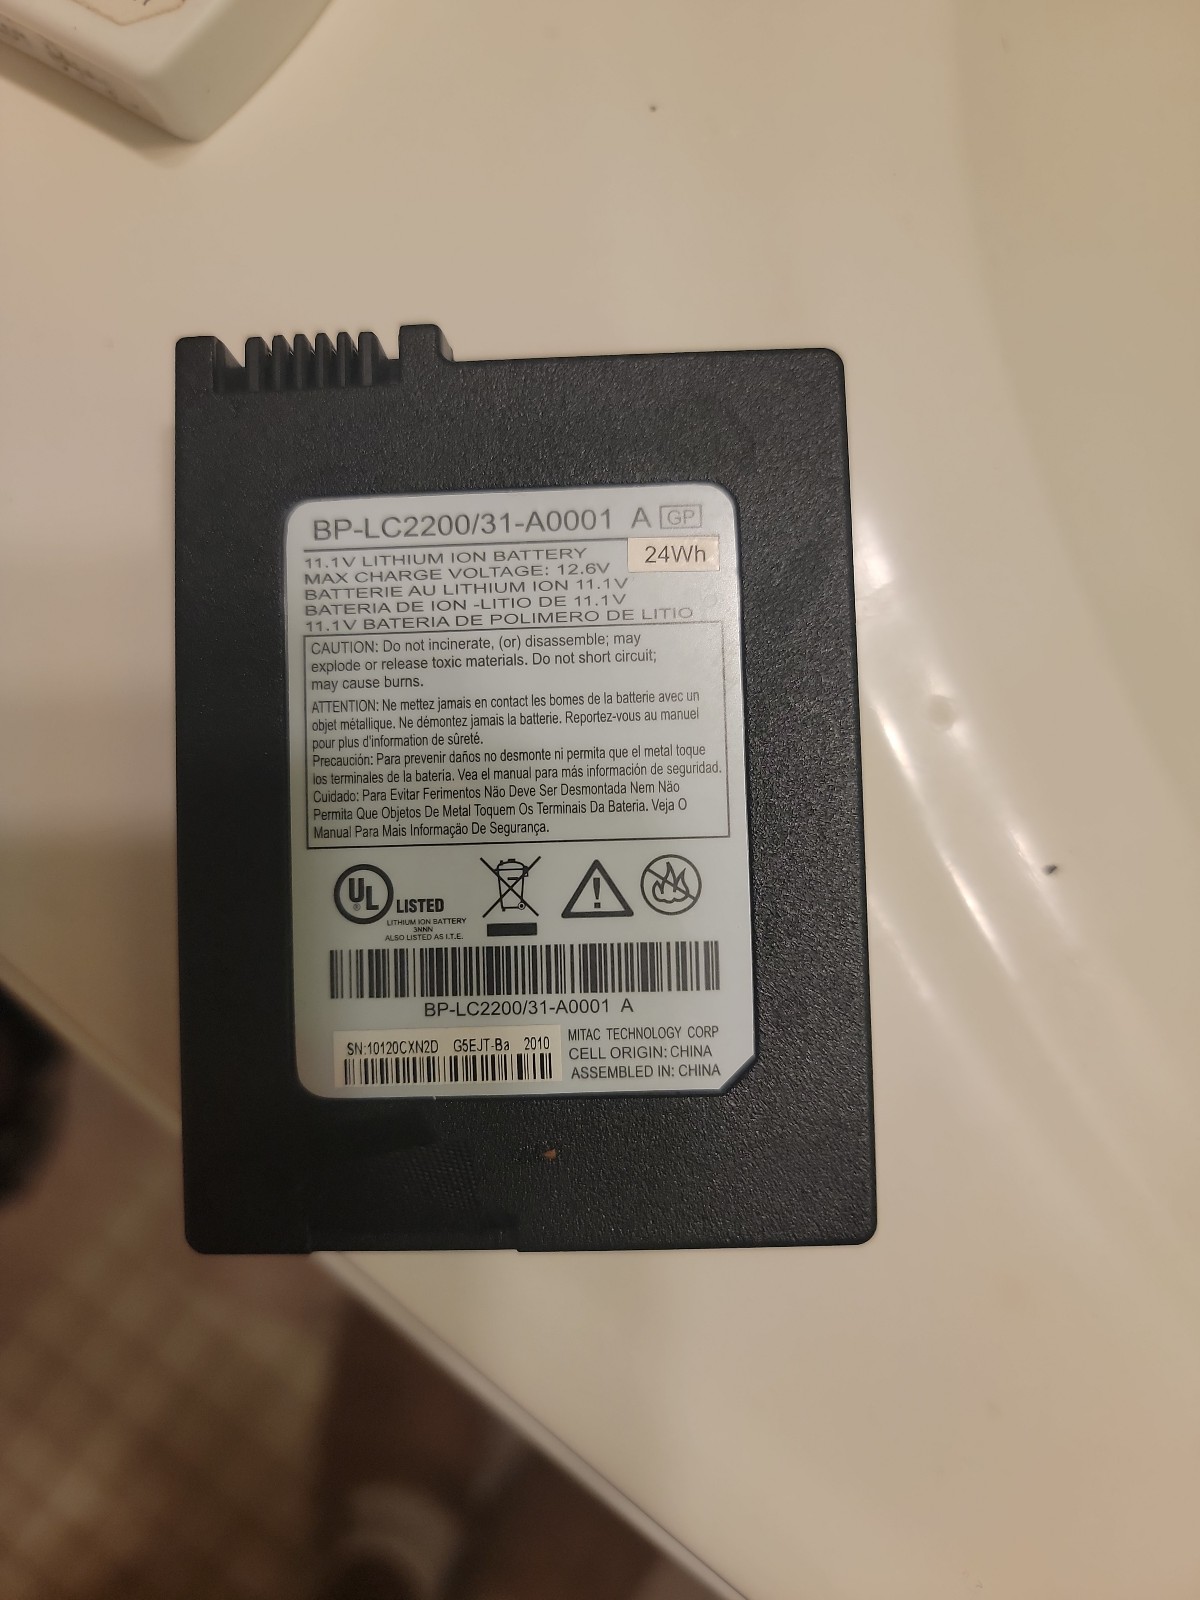 BP-LC2200/31-A0001 A GP
11.1V LITHIUM ION BATTERY
24Wh
MAX CHARGE VOLTAGE: 12.6V
BATTERIE AU LITHIUM ION 11.1V
BATERIA DE ION -LITIO DE 11.1V
11.1V BATERIA DE POLIMERO DE LITIO
CAUTION: Do not incinerate, (or) disassemble; may
explode or release toxic materials. Do not short circuit;
may cause burns.
ATTENTION: Ne mettez jamais en contact les bornes de la batterie avec un
objet métallique. Ne démontez jamais la batterie. Reportez-vous au manuel
pour plus d'information de sûreté.
Precaución: Para prevenir daños no desmonte ni permita que el metal toque
los terminales de la batería. Vea el manual para más información de seguridad.
Cuidado: Para Evitar Ferimentos Não Deve Ser Desmontada Nem Não
Permita Que Objetos De Metal Toquem Os Terminais Da Bateria. Veja O
Manual Para Mais Informação De Segurança.
UL ® LISTED
LITHIUM ION BATTERY
3NNN
ALSO LISTED AS I.T.E.
BP-LC2200/31-A0001 A
SN:10120CXN2D G5EJT-Ba 2010
MITAC TECHNOLOGY CORP
CELL ORIGIN: CHINA
ASSEMBLED IN: CHINA